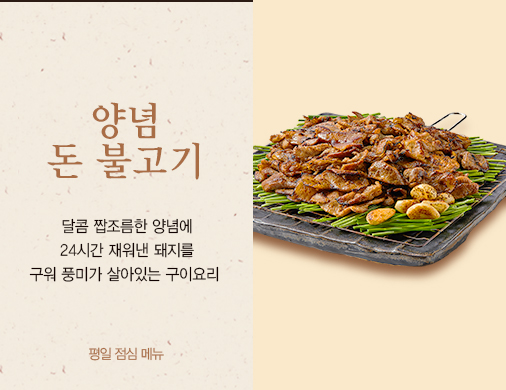 양념
돈 불고기
달콤 짭조름한 양념에
24시간 재워낸 돼지를
구워 풍미가 살아있는 구이요리
평일 점심 메뉴